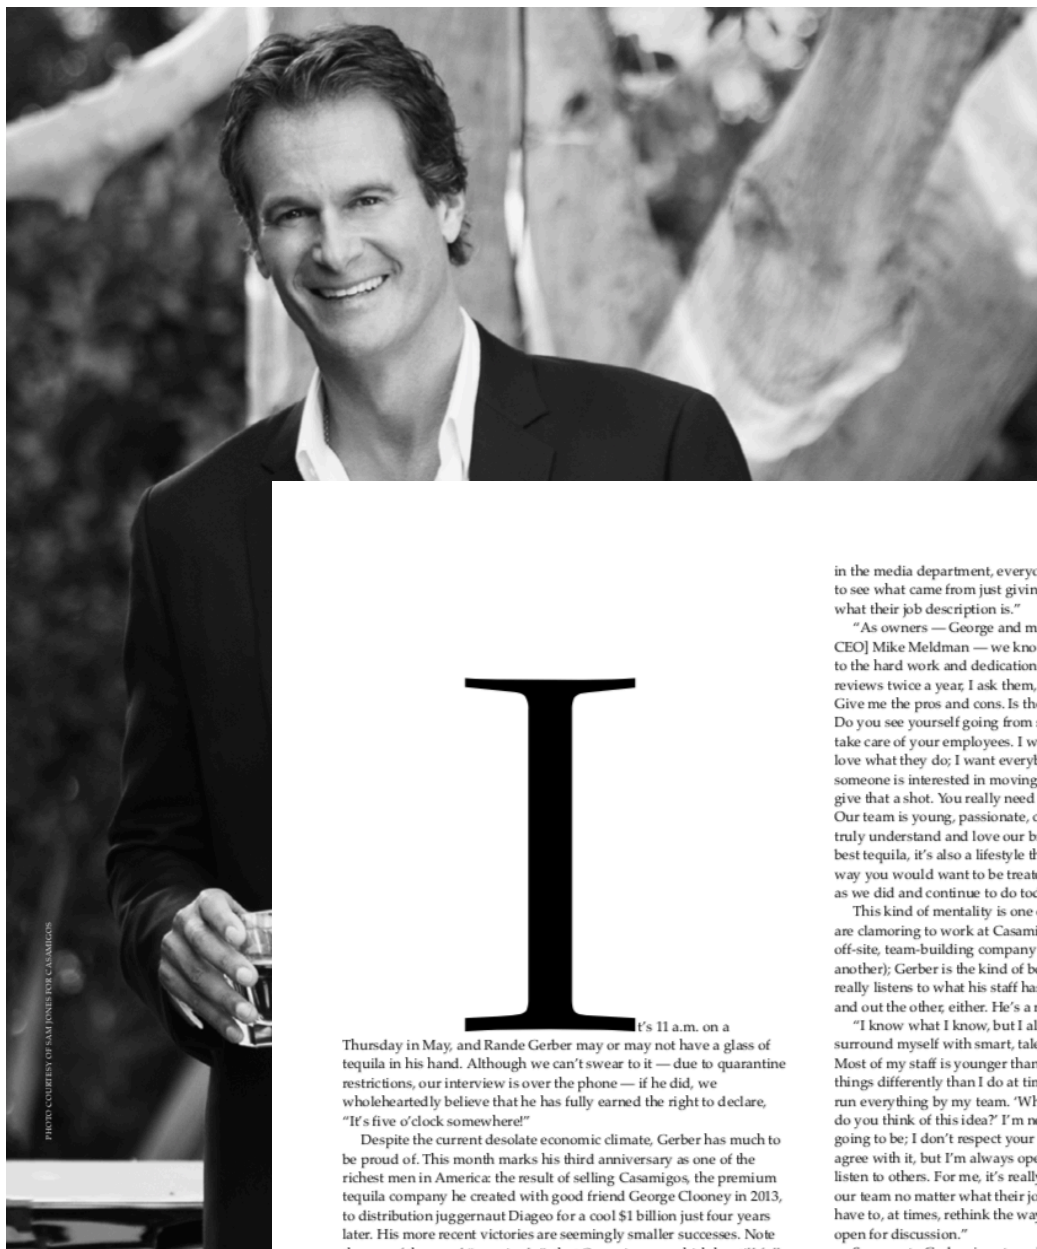 PHOTO COURTESY OF SAM JONES FOR CASAMIGOS
It's 11 a.m. on a
Thursday in May, and Rande Gerber may or may not have a glass of
tequila in his hand. Although we can't swear to it — due to quarantine
restrictions, our interview is over the phone — if he did, we
wholeheartedly believe that he has fully earned the right to declare,
“It's five o'clock somewhere!”
Despite the current desolate economic climate, Gerber has much to
be proud of. This month marks his third anniversary as one of the
richest men in America: the result of selling Casamigos, the premium
tequila company he created with good friend George Clooney in 2013,
to distribution juggernaut Diageo for a cool $1 billion just four years
later. His more recent victories are seemingly smaller successes. Note
in the media department, everyo
to see what came from just givin
what their job description is.”
“As owners — George and m
CEO] Mike Meldman — we kno
to the hard work and dedication
reviews twice a year, I ask them,
Give me the pros and cons. Is the
Do you see yourself going from
take care of your employees. I w
love what they do; I want everyb
someone is interested in moving
give that a shot. You really need
Our team is young, passionate, d
truly understand and love our b
best tequila, it's also a lifestyle th
way you would want to be treate
as we did and continue to do tod
This kind of mentality is one
are clamoring to work at Casami
off-site, team-building company
another); Gerber is the kind of bo
really listens to what his staff has
and out the other, either. He's a
“I know what I know, but I al
surround myself with smart, tale
Most of my staff is younger than
things differently than I do at tim
run everything by my team. ‘Wh
do you think of this idea?’ I'm ne
going to be; I don't respect your
agree with it, but I'm always ope
listen to others. For me, it's really
our team no matter what their jo
have to, at times, rethink the way
open for discussion.”